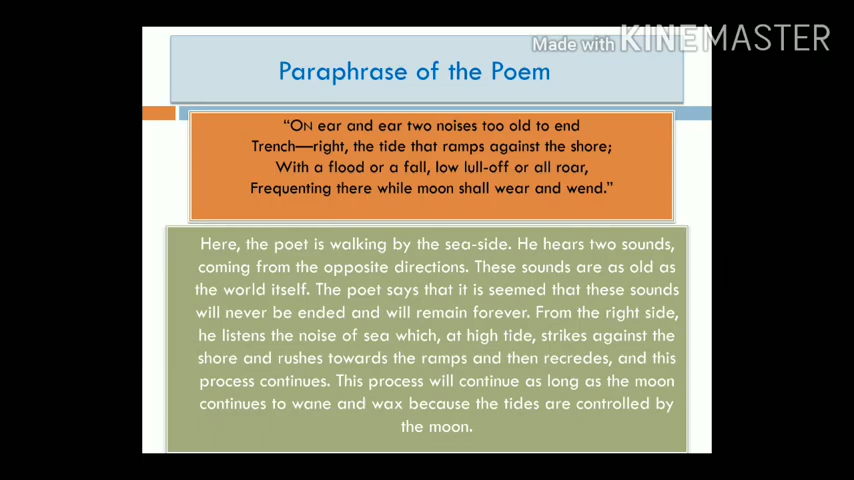 Made with KINEMASTER
Paraphrase of the Poem
“ON ear and ear two noises too old to end
Trench—right, the tide that ramps against the shore;
With a flood or a fall, low lull-off or all roar,
Frequenting there while moon shall wear and wend.”
Here, the poet is walking by the sea-side. He hears two sounds,
coming from the opposite directions. These sounds are as old as
the world itself. The poet says that it is seemed that these sounds
will never be ended and will remain forever. From the right side,
he listens the noise of sea which, at high tide, strikes against the
shore and rushes towards the ramps and then recredes, and this
process continues. This process will continue as long as the moon
continues to wane and wax because the tides are controlled by
the moon.